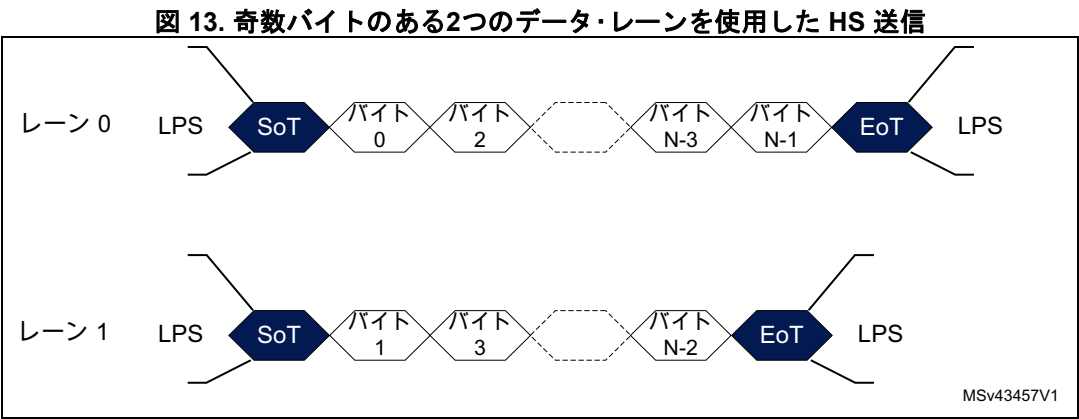 図 13. 奇数バイトのある2つのデータ・レーンを使用した HS 送信
レーン 0 LPS SoT バイト 0 バイト 2 バイト N-3 バイト N-1 EoT LPS
レーン 1 LPS SoT バイト 1 バイト 3 バイト N-2 EoT LPS
MSv43457V1